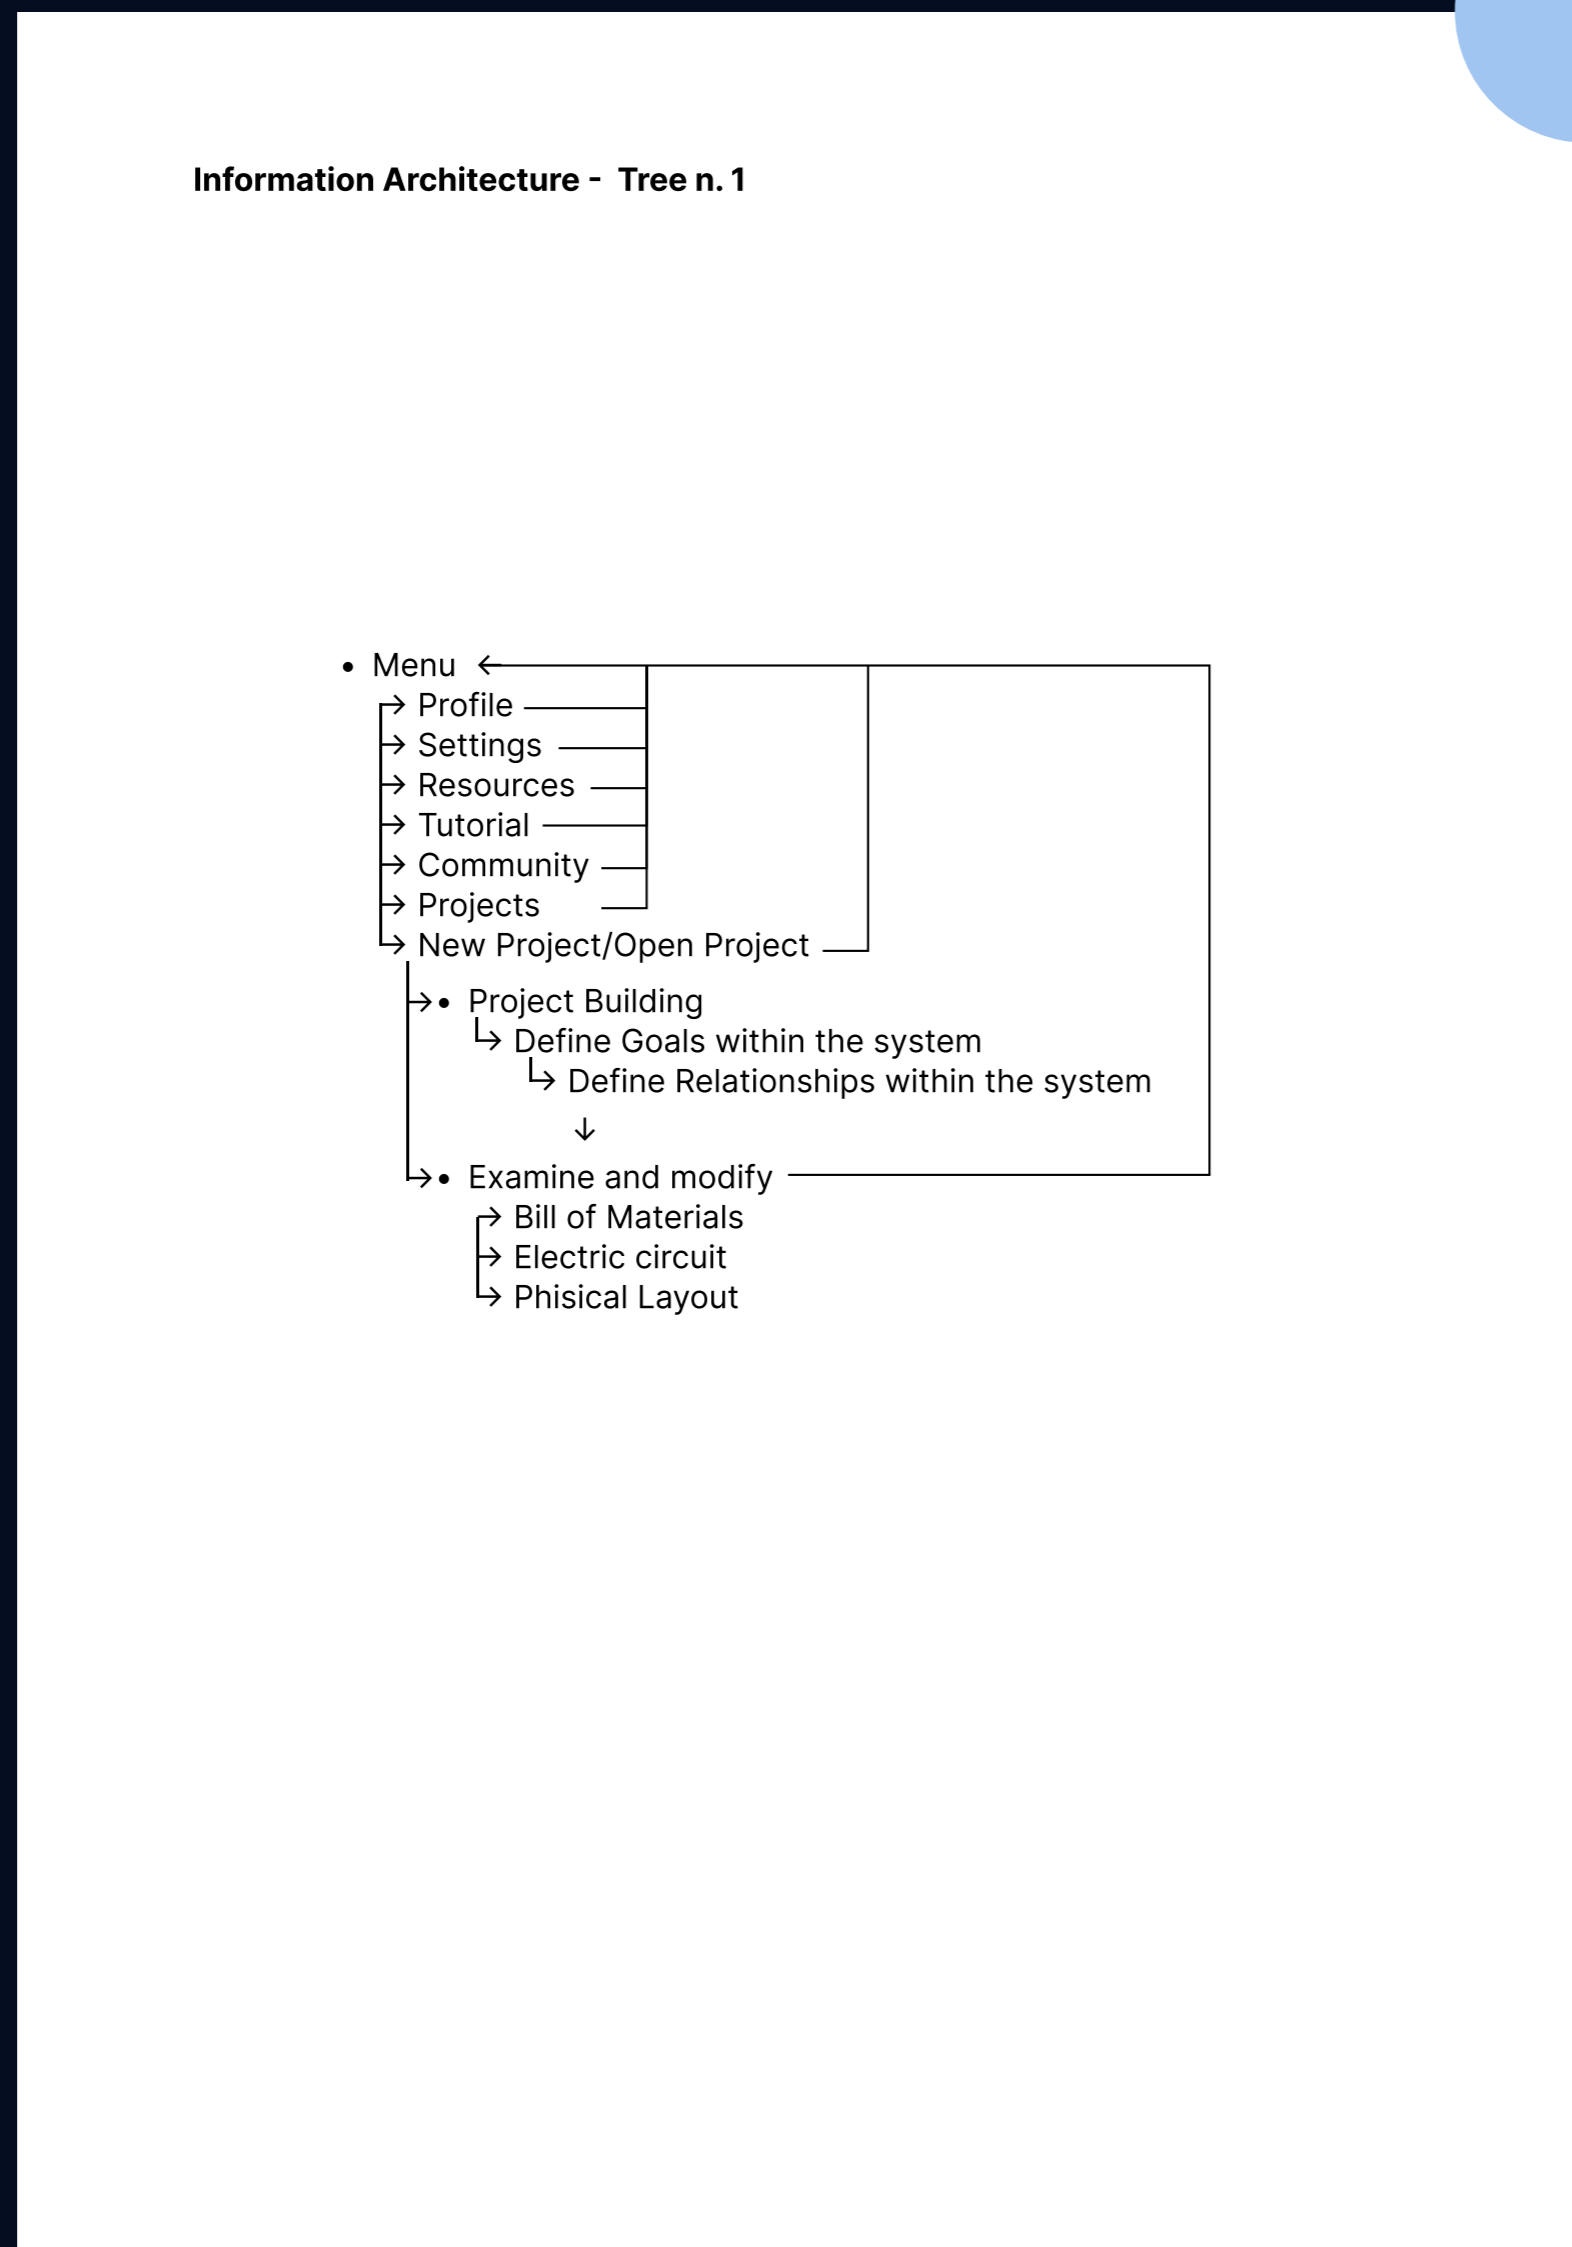 Information Architecture - Tree n. 1
• Menu
Profile
Settings
Resources
Tutorial
Community
Projects
New Project/Open Project
• Project Building
Define Goals within the system
Define Relationships within the system
• Examine and modify
Bill of Materials
Electric circuit
Phisical Layout